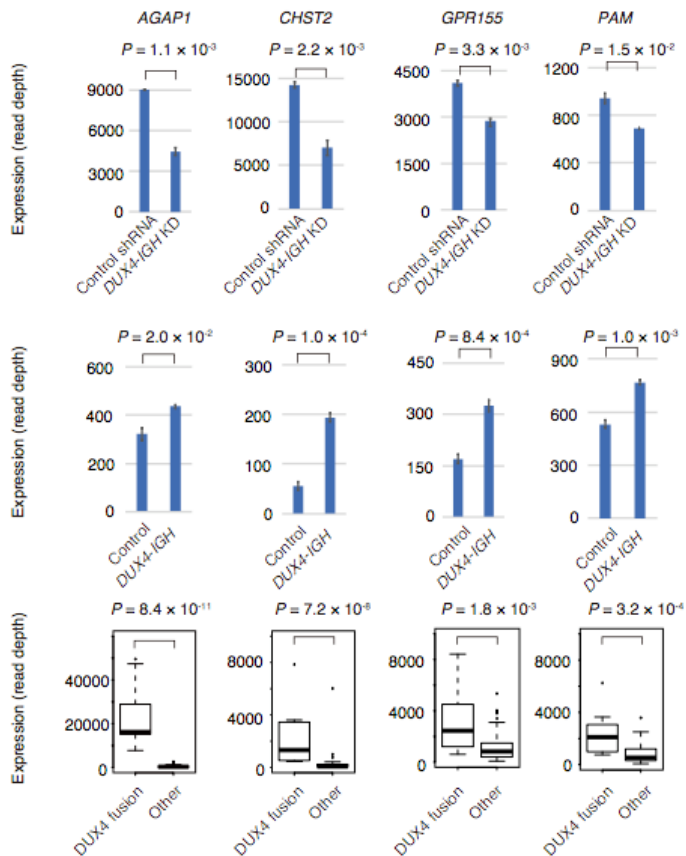 AGAP1 CHST2 GPR155 PAM
P = 1.1 × 10-3 P = 2.2 × 10-3 P = 3.3 × 10-3 P = 1.5 × 10-2
Expression (read depth)
9000 6000 3000 0
15000 10000 5000 0
4500 3000 1500 0
1200 800 400 0
Control shRNA DUX4-IGH KD Control shRNA DUX4-IGH KD Control shRNA DUX4-IGH KD Control shRNA DUX4-IGH KD
P = 2.0 × 10-2 P = 1.0 × 10-4 P = 8.4 × 10-4 P = 1.0 × 10-3
Expression (read depth)
600 400 200 0
300 200 100 0
450 300 150 0
900 600 300 0
Control DUX4-IGH Control DUX4-IGH Control DUX4-IGH Control DUX4-IGH
P = 8.4 × 10-11 P = 7.2 × 10-6 P = 1.8 × 10-3 P = 3.2 × 10-4
Expression (read depth)
40000 20000 0
8000 4000 0
8000 4000 0
8000 4000 0
DUX4 fusion Other DUX4 fusion Other DUX4 fusion Other DUX4 fusion Other